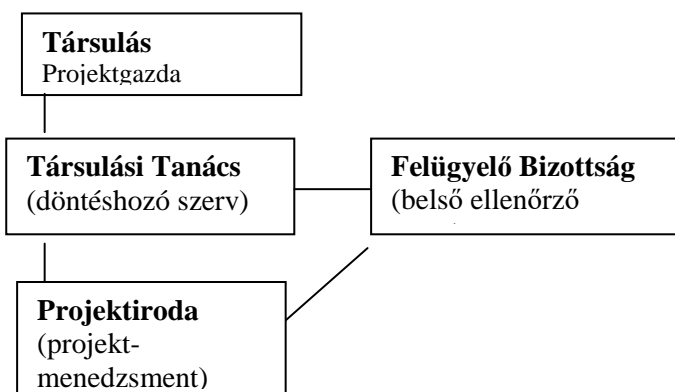 Társulás
Projektgazda
Társulási Tanács
(döntéshozó szerv)
Felügyelő Bizottság
(belső ellenőrző
Projektiroda
(projekt-
menedzsment)